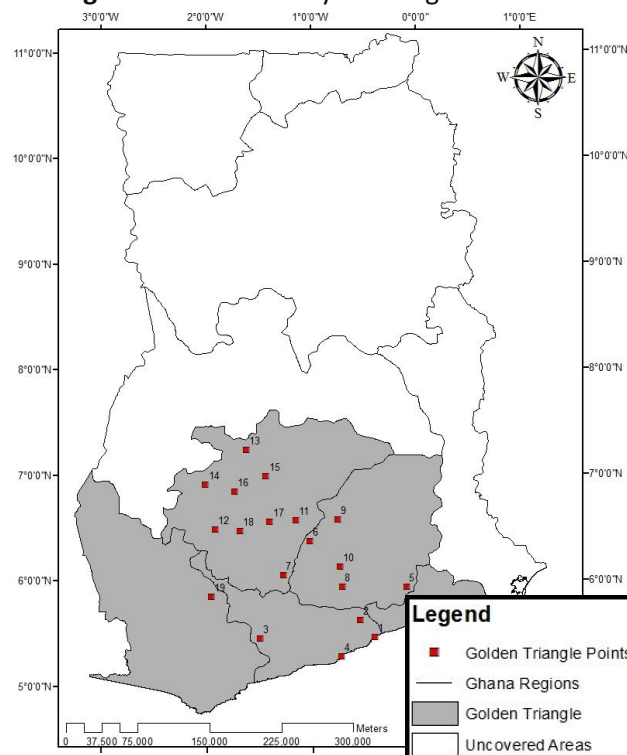 3°0'0"W 2°0'0"W 1°0'0"W 0°0'0" 1°0'0"E
11°0'0"N 11°0'0"N
N
W E
S
10°0'0"N 10°0'0"N
9°0'0"N 9°0'0"N
8°0'0"N 8°0'0"N
13
7°0'0"N 7°0'0"N
14 16 15
12 18 17 11 9
6
10
6°0'0"N 6°0'0"N
7 8 5
19
2
3 1
4
5°0'0"N
Legend
Golden Triangle Points
Ghana Regions
Golden Triangle
Uncovered Areas
Meters
0 37,500 75,000 150,000 225,000 300,000